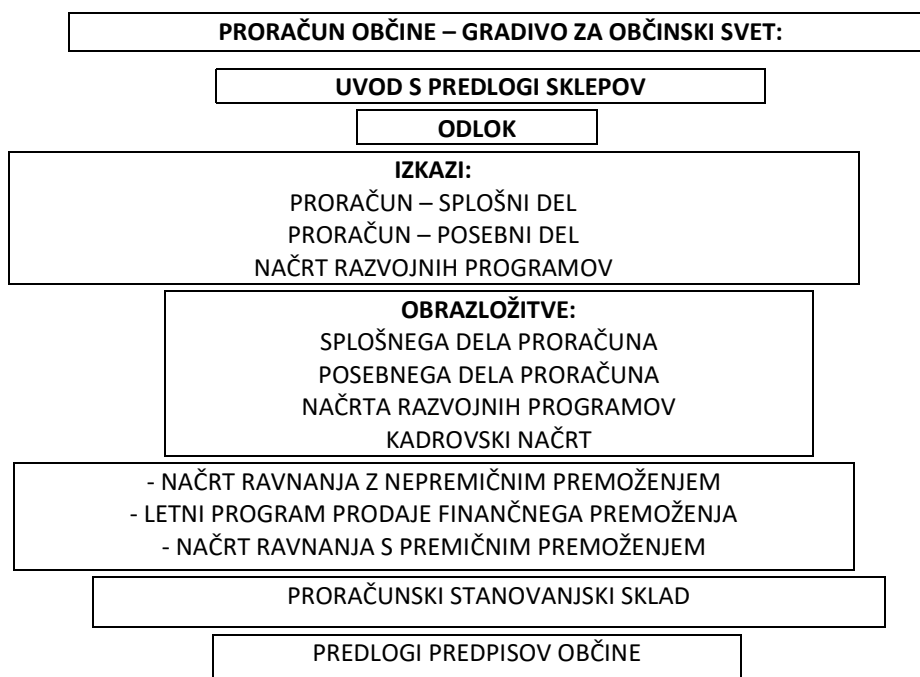 PRORAČUN OBČINE – GRADIVO ZA OBČINSKI SVET:
UVOD S PREDLOGI SKLEPOV
ODLOK
IZKAZI:
PRORAČUN – SPLOŠNI DEL
PRORAČUN – POSEBNI DEL
NAČRT RAZVOJNIH PROGRAMOV
OBRAZLOŽITVE:
SPLOŠNEGA DELA PRORAČUNA
POSEBNEGA DELA PRORAČUNA
NAČRTA RAZVOJNIH PROGRAMOV
KADROVSKI NAČRT
- NAČRT RAVNANJA Z NEPREMIČNIM PREMOŽENJEM
- LETNI PROGRAM PRODAJE FINANČNEGA PREMOŽENJA
- NAČRT RAVNANJA S PREMIČNIM PREMOŽENJEM
PRORAČUNSKI STANOVANJSKI SKLAD
PREDLOGI PREDPISOV OBČINE